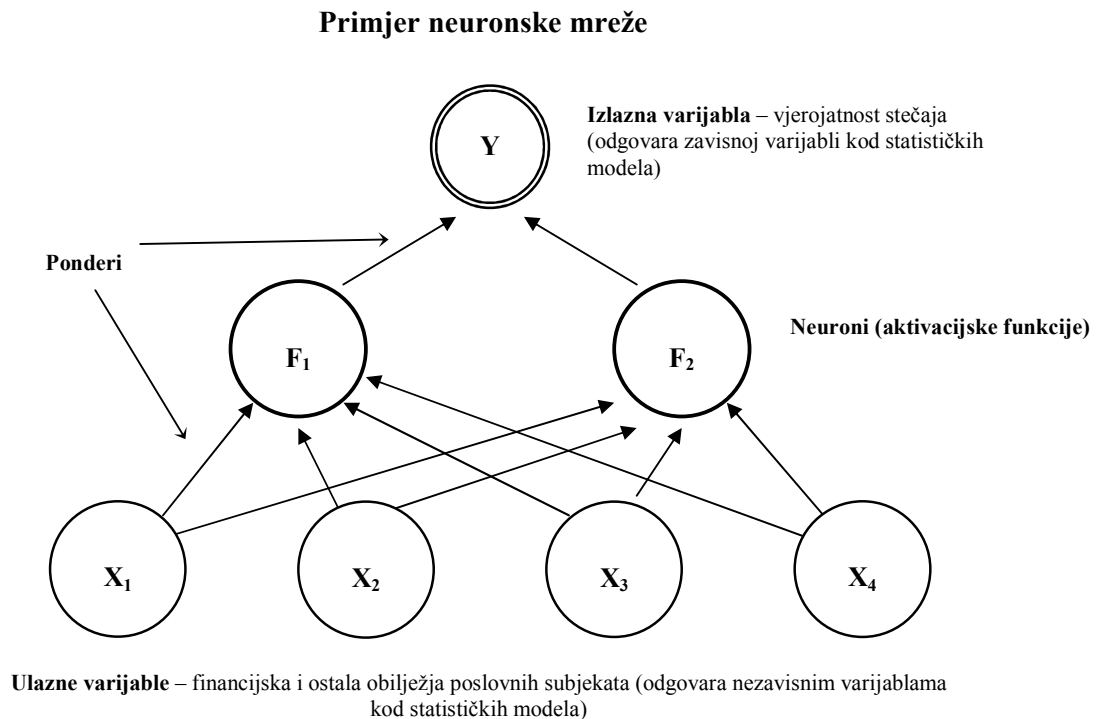 Primjer neuronske mreže
Y
Izlazna varijabla – vjerojatnost stečaja
(odgovara zavisnoj varijabli kod statističkih
modela)
Ponderi
F₁
F₂
Neuroni (aktivacijske funkcije)
X₁
X₂
X₃
X₄
Ulazne varijable – financijska i ostala obilježja poslovnih subjekata (odgovara nezavisnim varijablama
kod statističkih modela)